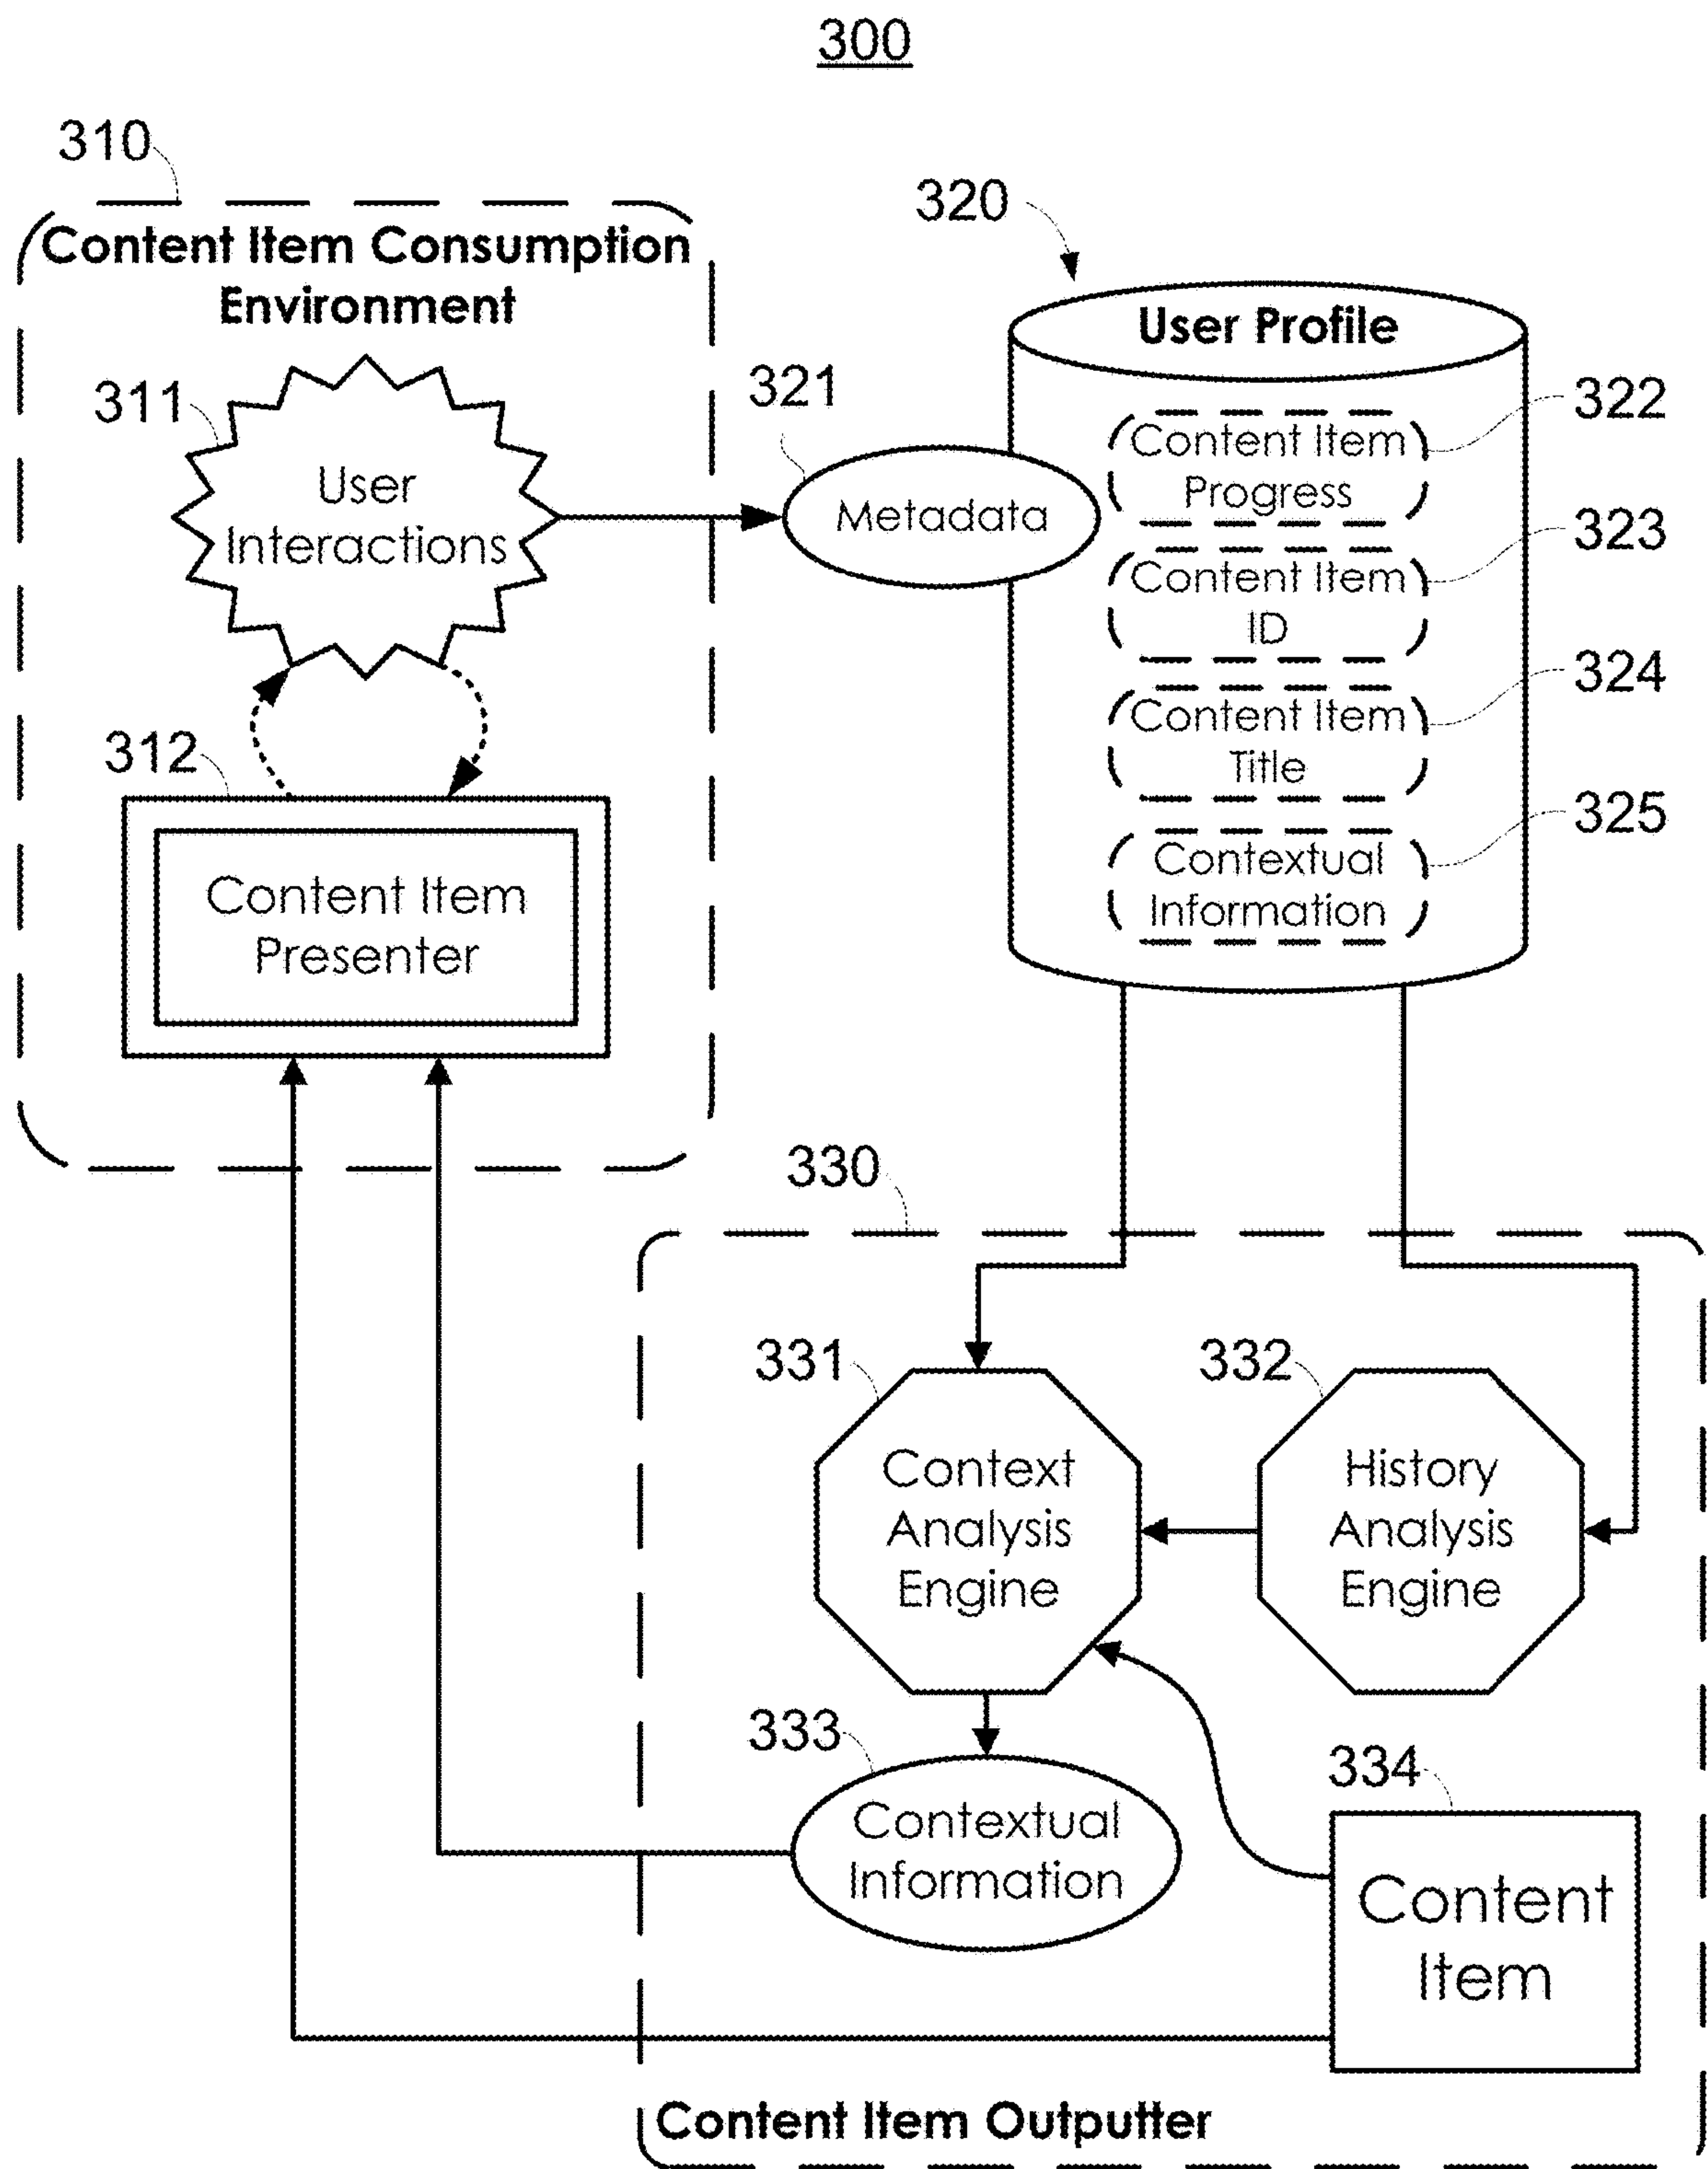 300
310
Content Item Consumption
Environment
311
User
Interactions
312
Content Item
Presenter
320
User Profile
321
Metadata
322
Content Item
Progress
323
Content Item
ID
324
Content Item
Title
325
Contextual
Information
330
331
Context
Analysis
Engine
332
History
Analysis
Engine
333
Contextual
Information
334
Content
Item
Content Item Outputter